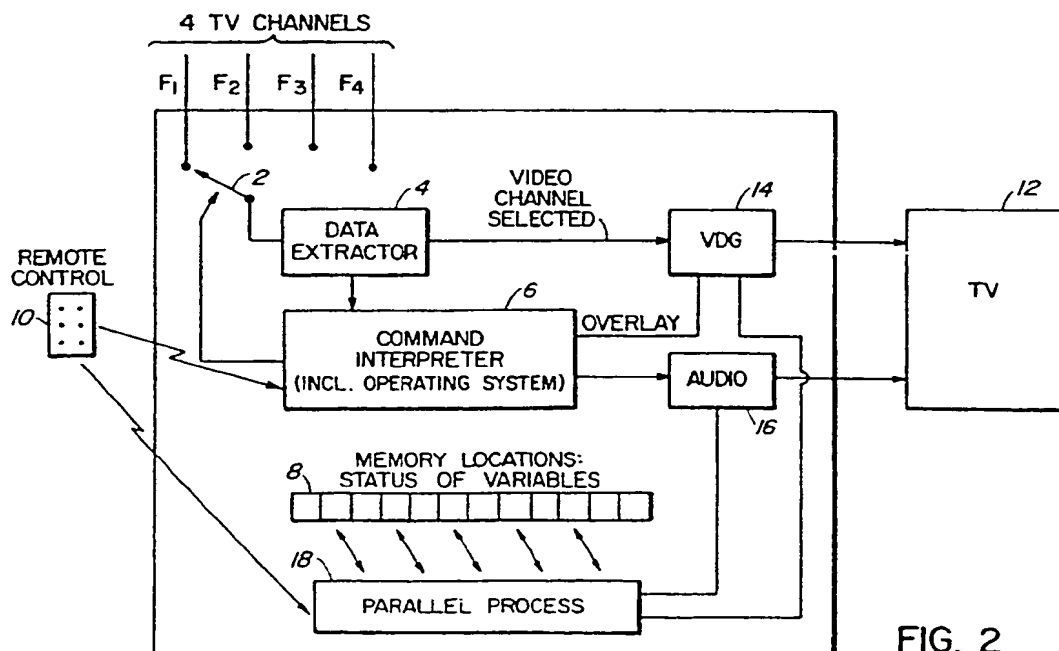 4 TV CHANNELS
F1 F2 F3 F4
2
4
DATA
EXTRACTOR
VIDEO
CHANNEL
SELECTED
14
VDG
12
TV
REMOTE
CONTROL
10
6
COMMAND
INTERPRETER
(INCL. OPERATING SYSTEM)
OVERLAY
AUDIO
16
MEMORY LOCATIONS:
STATUS OF VARIABLES
8
18
PARALLEL PROCESS
FIG. 2